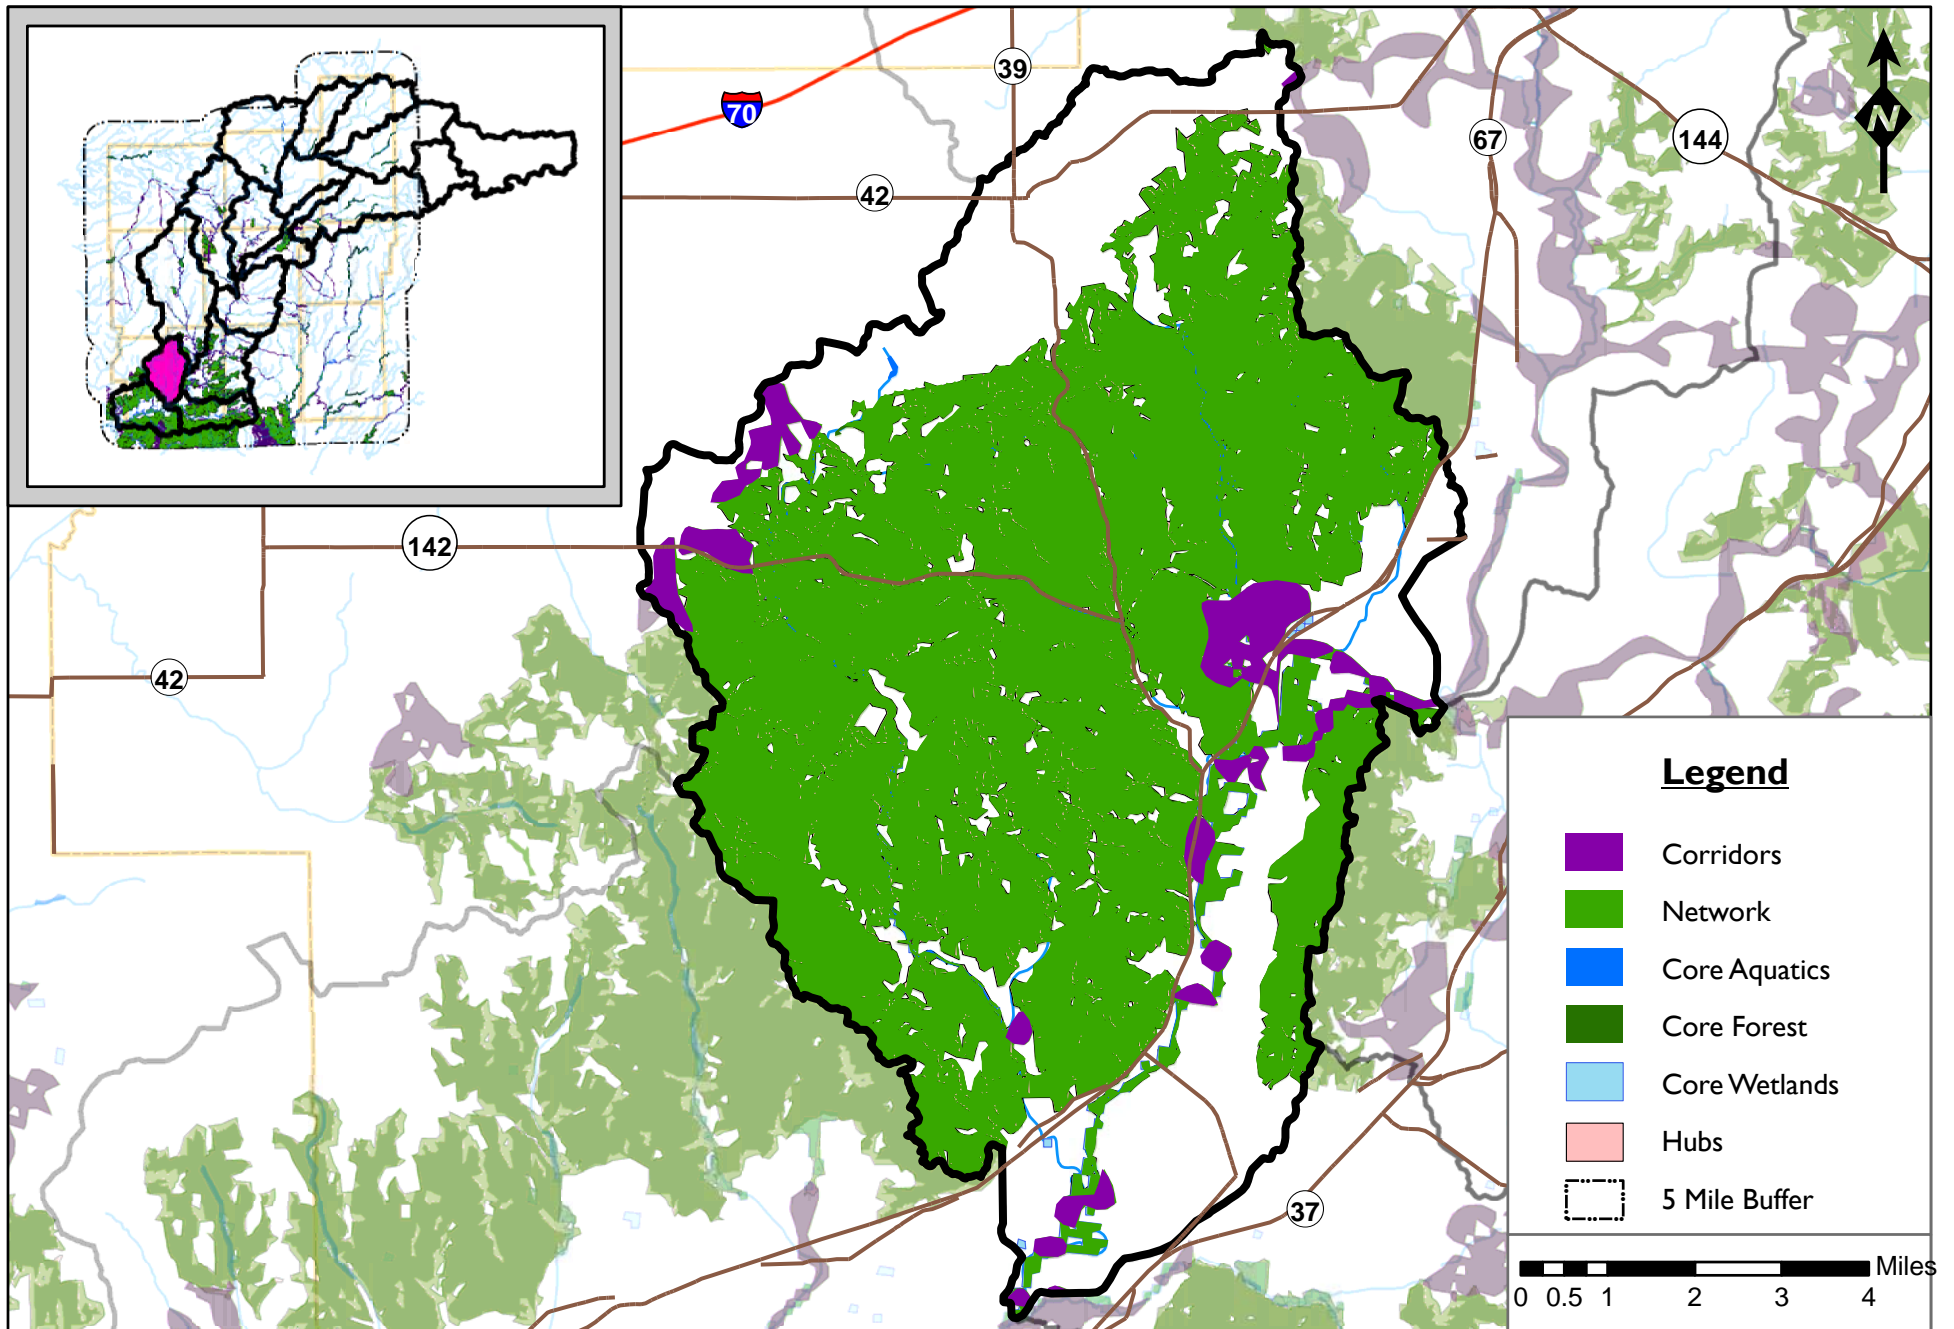 39
70
67
144
N
42
142
42
Legend
Corridors
Network
Core Aquatics
Core Forest
Core Wetlands
Hubs
5 Mile Buffer
37
Miles
0 0.5 1 2 3 4